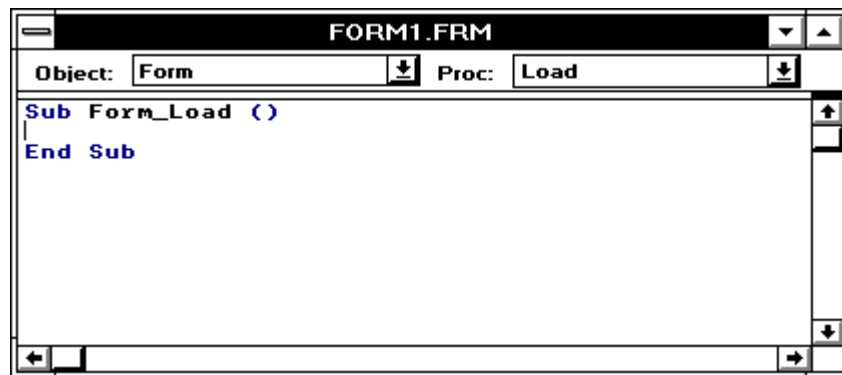 FORM1.FRM
Object: Form Proc: Load
Sub Form_Load ()
End Sub